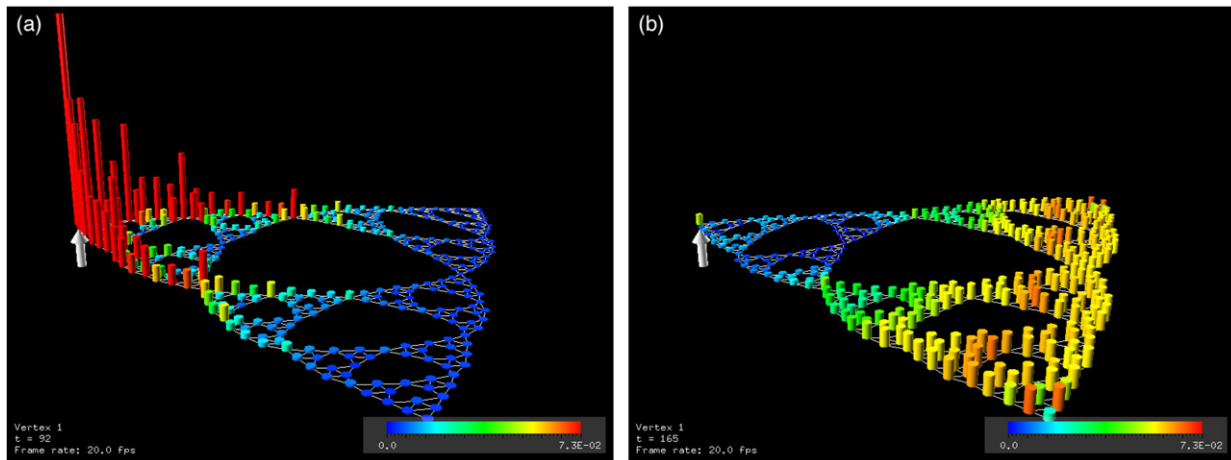 (a)
Vertex 1
t = 92
Frame rate: 20.0 fps
0.0 7.3E-02
(b)
Vertex 1
t = 165
Frame rate: 20.0 fps
0.0 7.3E-02